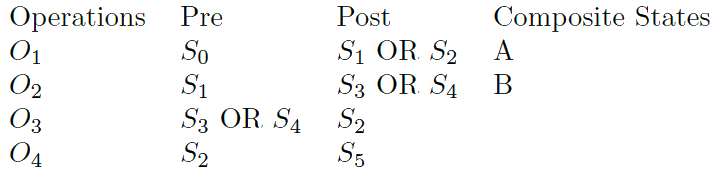 Operations Pre Post Composite States
O₁ S₀ S₁ OR S₂ A
O₂ S₁ S₃ OR S₄ B
O₃ S₃ OR S₄ S₂
O₄ S₂ S₅